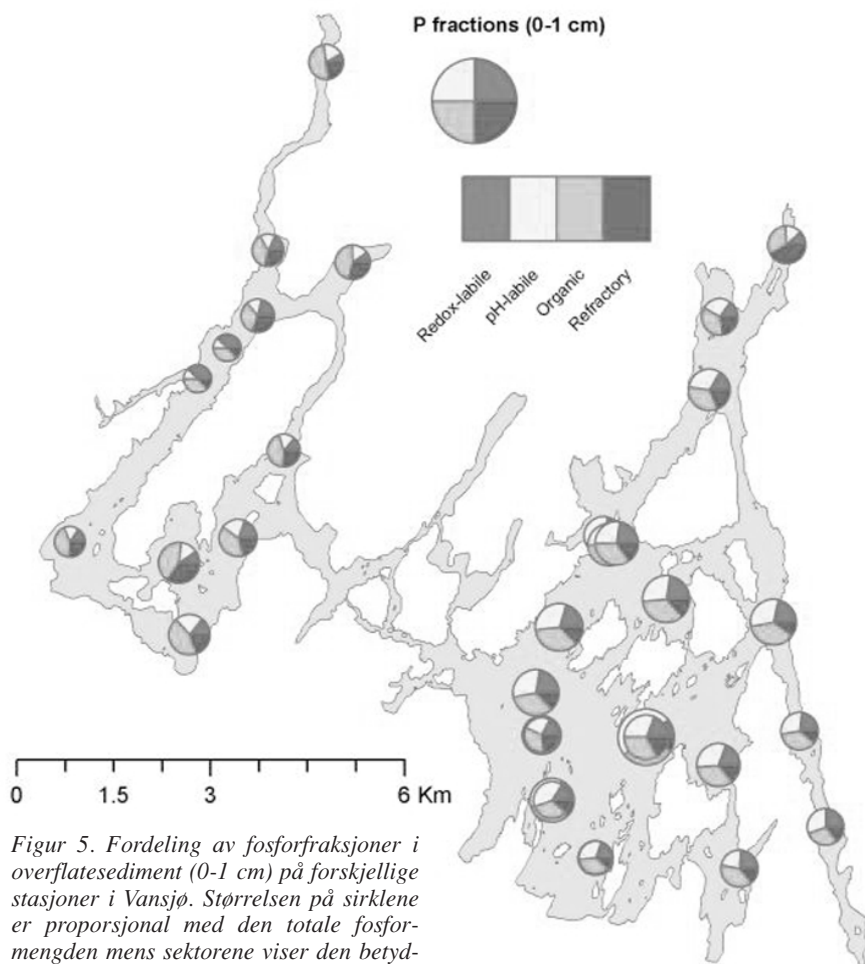 P fractions (0-1 cm)
Redox-labile
pH-labile
Organic
Refractory
0 1.5 3 6 Km
Figur 5. Fordeling av fosforfraksjoner i
overflatesediment (0-1 cm) på forskjellige
stasjoner i Vansjø. Størrelsen på sirklene
er proporsjonal med den totale fosfor-
mengden mens sektorene viser den betyd-